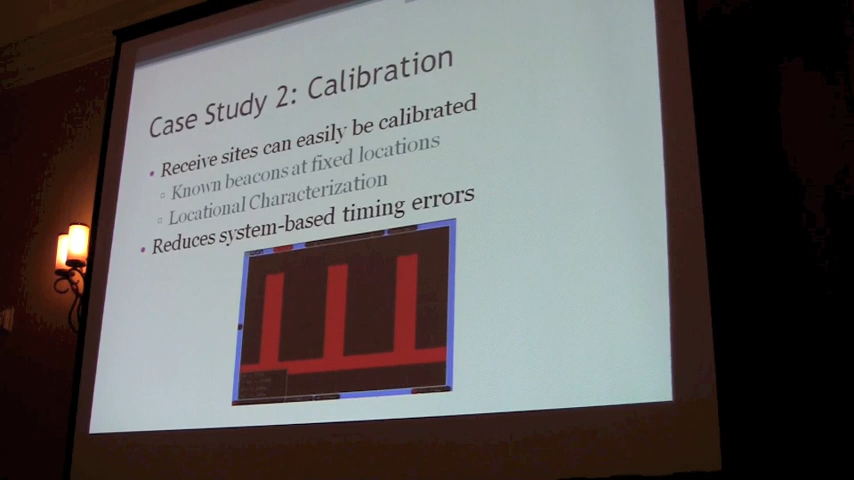 Case Study 2: Calibration
• Receive sites can easily be calibrated
▫ Known beacons at fixed locations
▫ Locational Characterization
• Reduces system-based timing errors